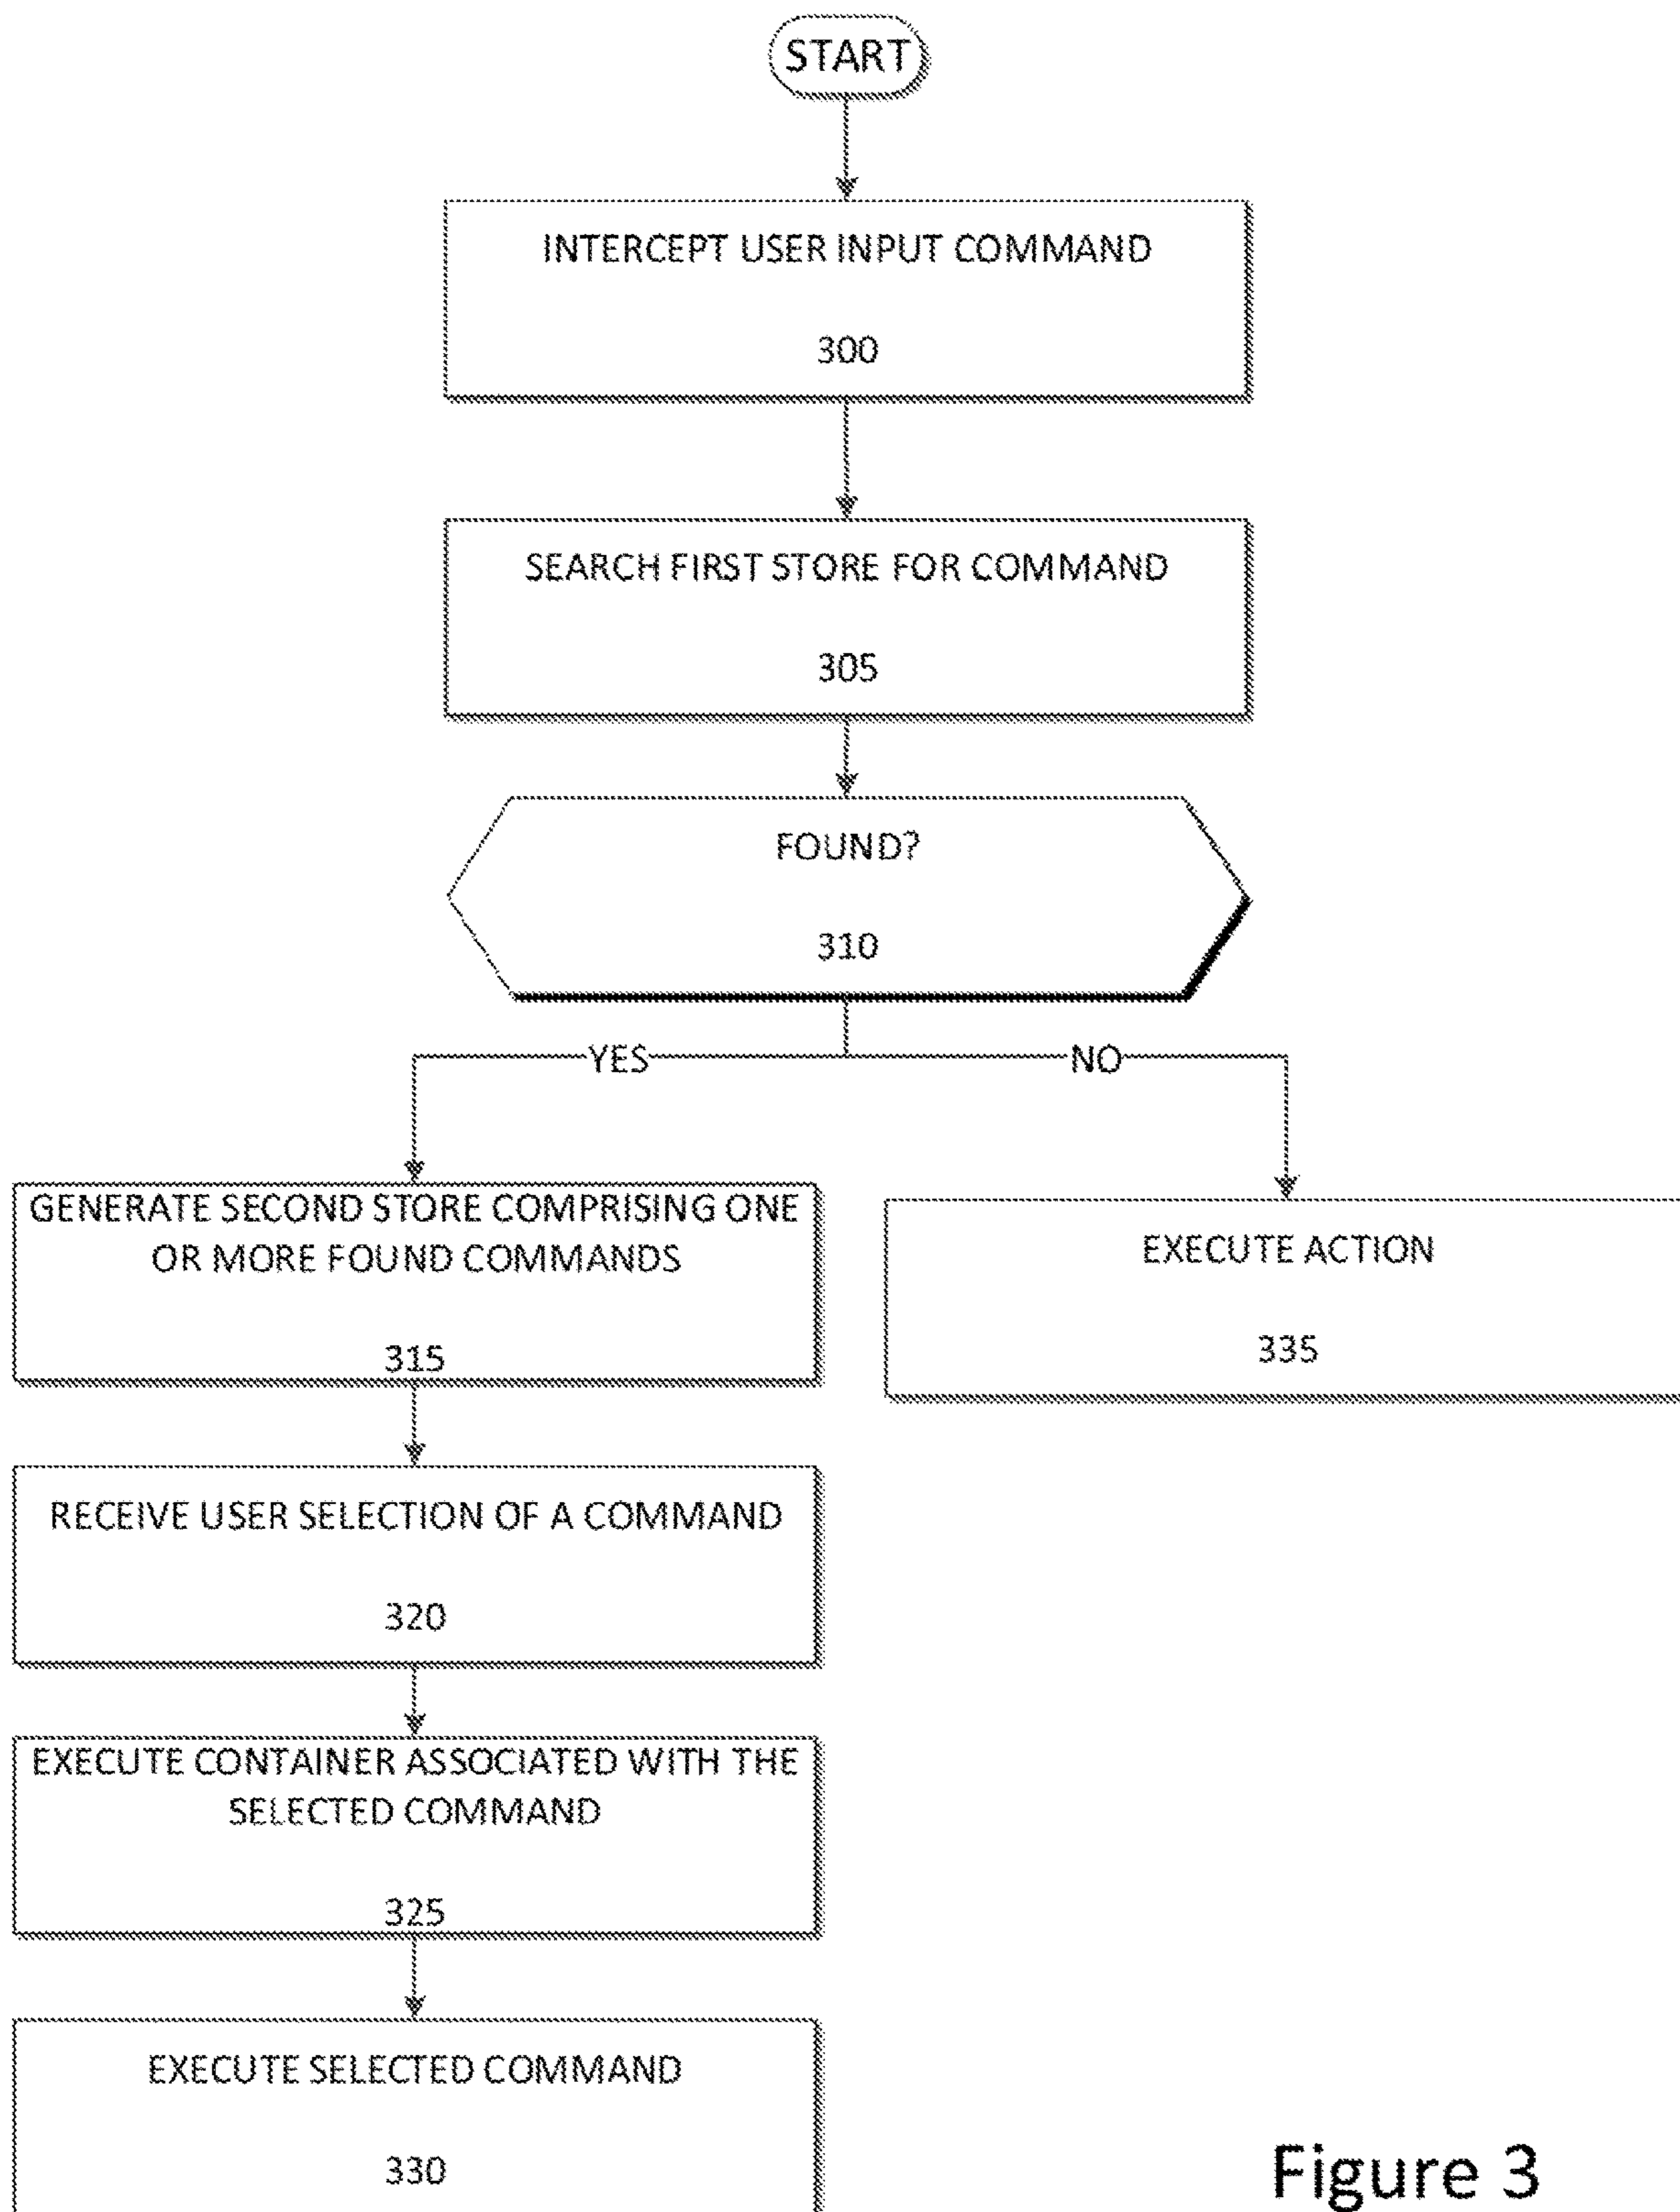 START
INTERCEPT USER INPUT COMMAND
300
SEARCH FIRST STORE FOR COMMAND
305
FOUND?
310
YES
NO
GENERATE SECOND STORE COMPRISING ONE
OR MORE FOUND COMMANDS
315
EXECUTE ACTION
335
RECEIVE USER SELECTION OF A COMMAND
320
EXECUTE CONTAINER ASSOCIATED WITH THE
SELECTED COMMAND
325
EXECUTE SELECTED COMMAND
330
Figure 3